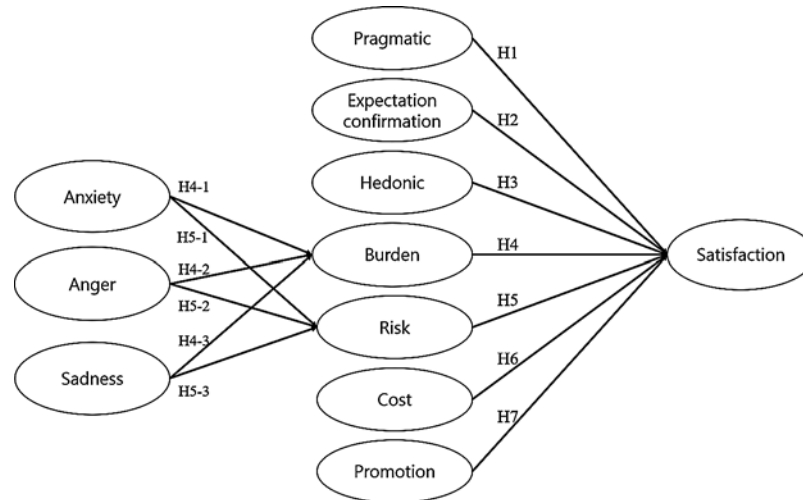 Pragmatic
H1
Expectation
confirmation
H2
Hedonic
H3
Anxiety
H4-1
H5-1
Burden
H4
Satisfaction
Anger
H4-2
H5-2
Risk
H5
H4-3
Sadness
H5-3
H6
Cost
H7
Promotion